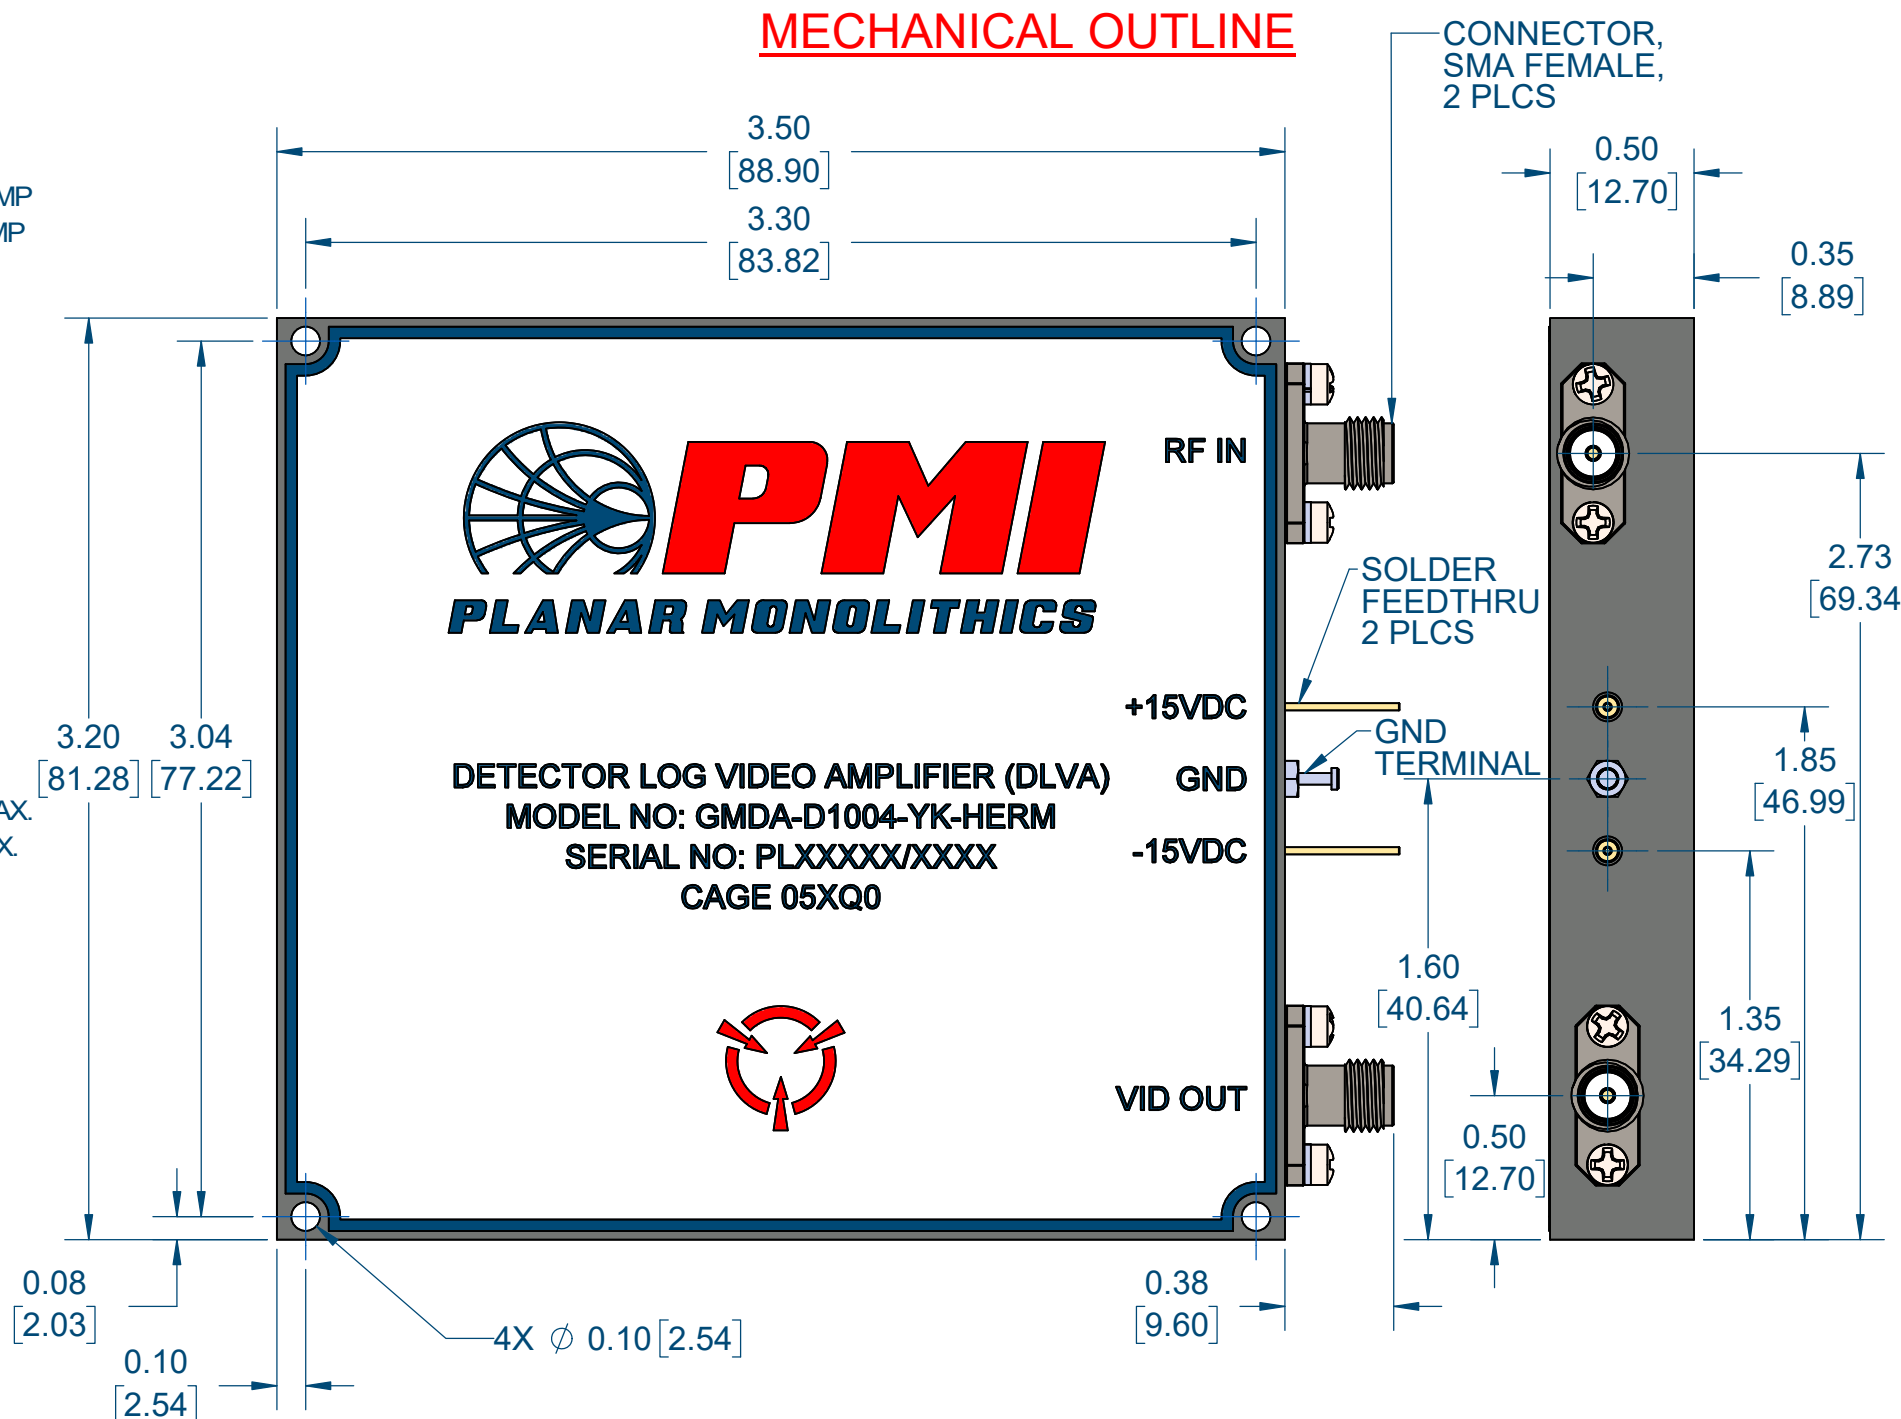 MECHANICAL OUTLINE
CONNECTOR,
SMA FEMALE,
2 PLCS
3.50
[88.90]
0.50
[12.70]
MP
MP
3.30
[83.82]
0.35
[8.89]
RF IN
PMI
PLANAR MONOLITHICS
2.73
[69.34
SOLDER
FEEDTHRU
2 PLCS
+15VDC
GND
TERMINAL
3.20
[81.28]
3.04
[77.22]
1.85
[46.99]
DETECTOR LOG VIDEO AMPLIFIER (DLVA)
GND
MODEL NO: GMDA-D1004-YK-HERM
AX.
X.
SERIAL NO: PLXXXXX/XXXX
-15VDC
CAGE 05XQ0
1.60
[40.64]
1.35
[34.29]
VID OUT
0.50
[12.70]
0.08
[2.03]
0.38
[9.60]
4X ∅ 0.10[2.54]
0.10
[2.54]